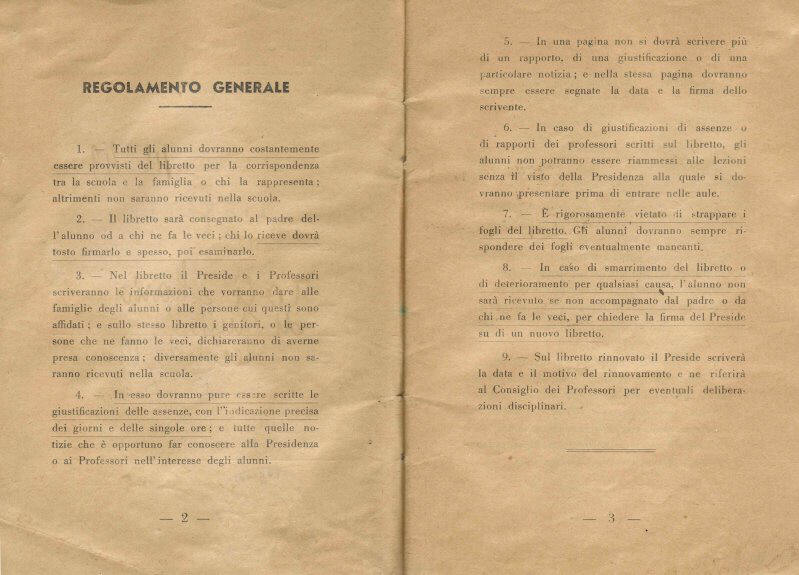 REGOLAMENTO GENERALE
1. — Tutti gli alunni dovranno costantemente
essere provvisti del libretto per la corrispondenza
tra la scuola e la famiglia o chi la rappresenta ;
altrimenti non saranno ricevuti nella scuola.
2. — Il libretto sarà consegnato al padre del-
l'alunno od a chi ne fa le veci ; chi lo riceve dovrà
tosto firmarlo e spesso, poi esaminarlo.
3. — Nel libretto il Preside e i Professori
scriveranno le informazioni che vorranno dare alle
famiglie degli alunni o alle persone cui questi sono
affidati ; e sullo stesso libretto i genitori, o le per-
sone che ne fanno le veci, dichiareranno di averne
presa conoscenza ; diversamente gli alunni non sa-
ranno ricevuti nella scuola.
4. — In esso dovranno pure essere scritte le
giustificazioni delle assenze, con l'indicazione precisa
dei giorni e delle singole ore ; e tutte quelle no-
tizie che è opportuno far conoscere alla Presidenza
o ai Professori nell'interesse degli alunni.
— 2 —
5. — In una pagina non si dovrà scrivere più
di un rapporto, di una giustificazione o di una
particolare notizia ; e nella stessa pagina dovranno
sempre essere segnate la data e la firma dello
scrivente.
6. — In caso di giustificazioni di assenze o
di rapporti dei professori scritti sul libretto, gli
alunni non potranno essere riammessi alle lezioni
senza il visto della Presidenza alla quale si do-
vranno presentare prima di entrare nelle aule.
7. — È rigorosamente vietato di strappare i
fogli del libretto. Gli alunni dovranno sempre ri-
spondere dei fogli eventualmente mancanti.
8. — In caso di smarrimento del libretto o
di deterioramento per qualsiasi causa, l'alunno non
sarà ricevuto se non accompagnato dal padre o da
chi ne fa le veci, per chiedere la firma del Preside
su di un nuovo libretto.
9. — Sul libretto rinnovato il Preside scriverà
la data e il motivo del rinnovamento e ne riferirà
al Consiglio dei Professori per eventuali delibera-
zioni disciplinari.
— 3 —